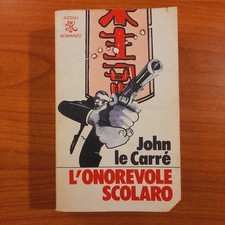 RIZZOLI
ROMANZO
John
le Carré
L'ONOREVOLE
SCOLARO